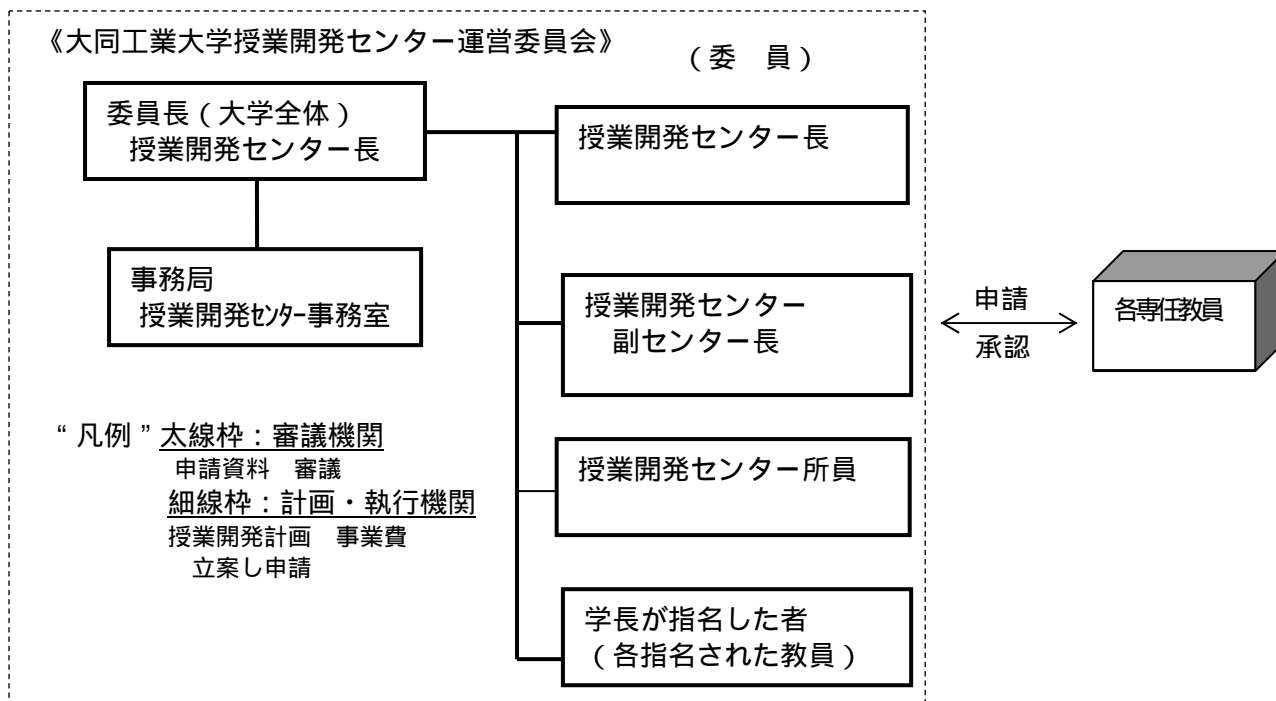 《大同工業大学授業開発センター運営委員会》
（委　員）
委員長（大学全体）
授業開発センター長
事務局
授業開発ｾﾝﾀｰ事務室
授業開発センター長
授業開発センター
副センター長
授業開発センター所員
学長が指名した者
（各指名された教員）
申請
承認
各専任教員
“凡例”太線枠：審議機関
申請資料　審議
細線枠：計画・執行機関
授業開発計画　事業費
立案し申請